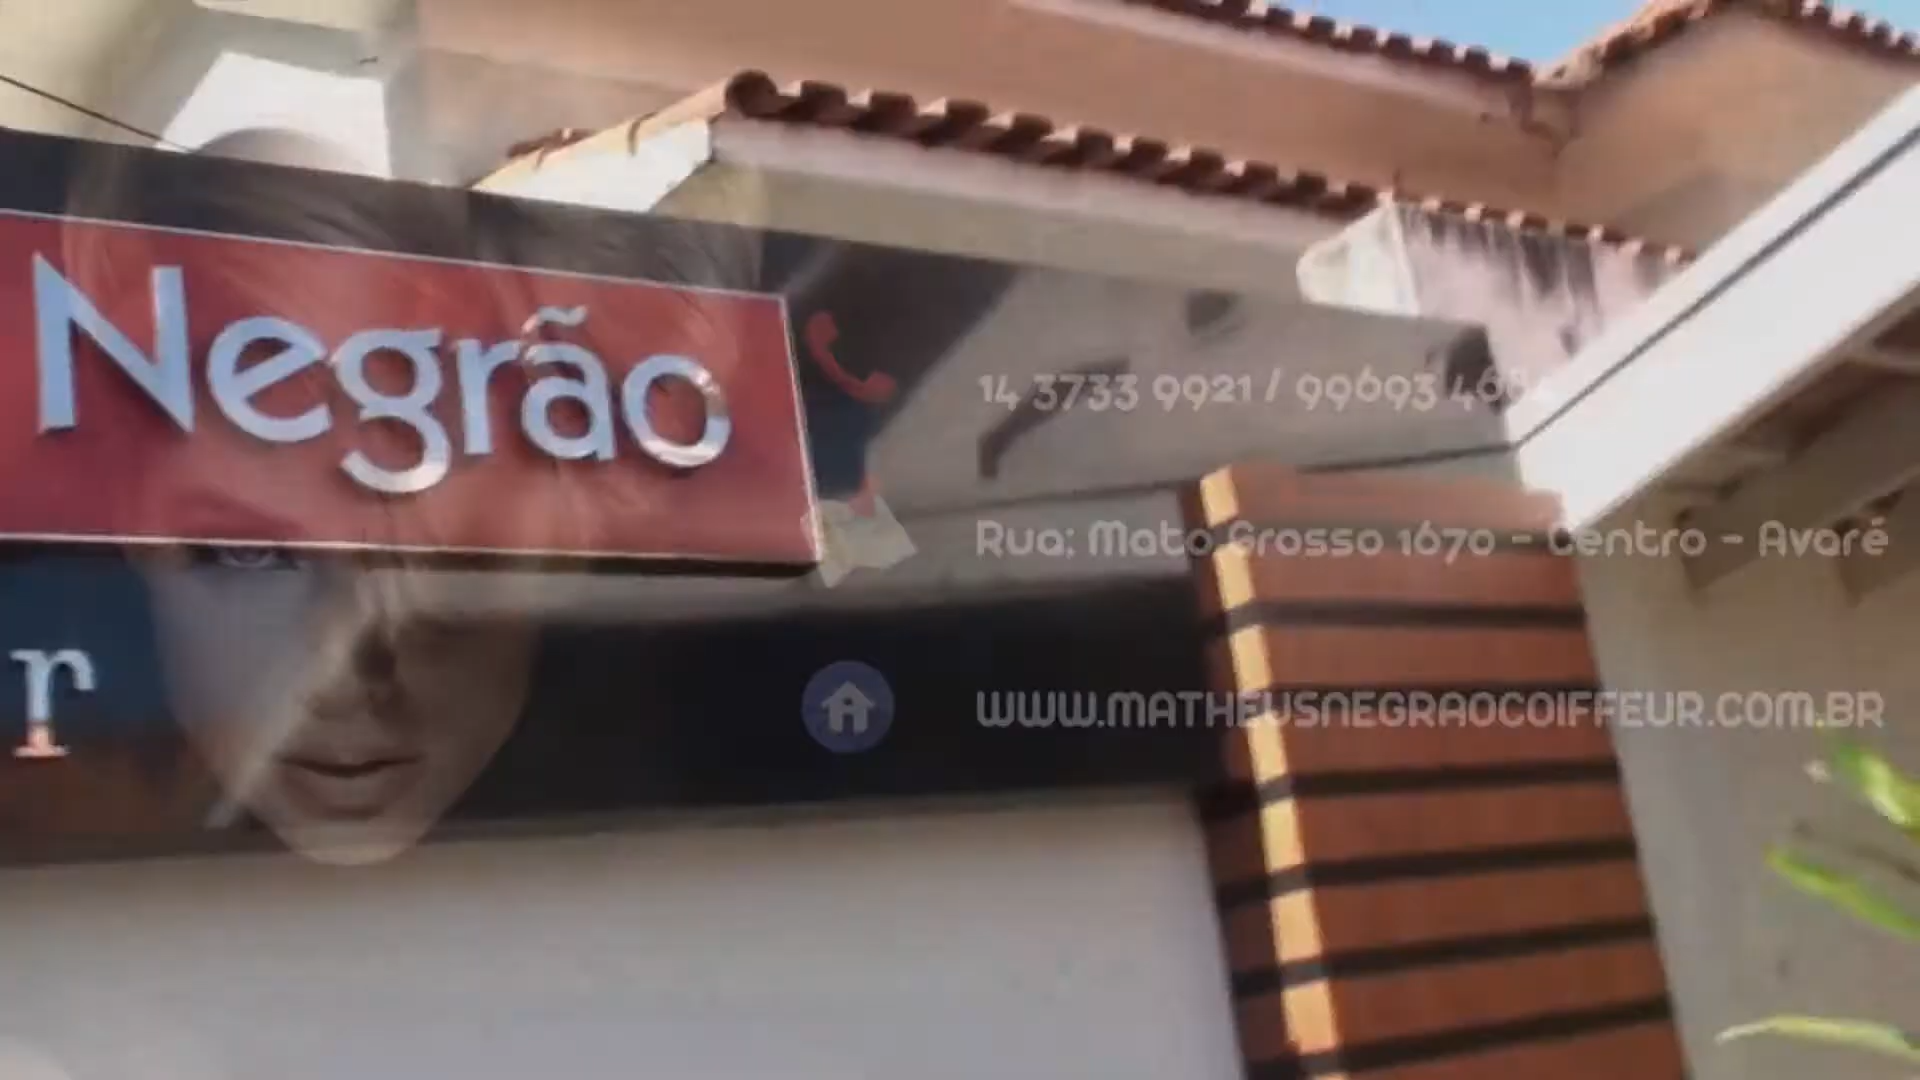 Negrão
r
14 3733 9921 / 99693
Rua: Mato Grosso 1670 - Centro - Avaré
WWW.MATHEUSNEGRAOCOIFFEUR.COM.BR